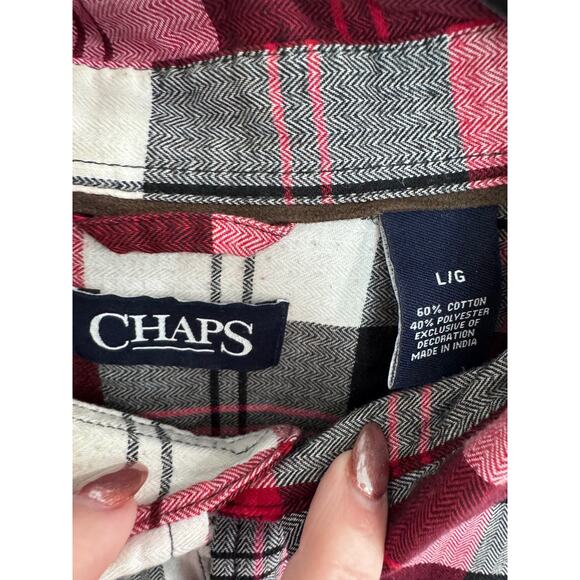 CHAPS
L/G
60% COTTON
40% POLYESTER
EXCLUSIVE OF
DECORATION
MADE IN INDIA